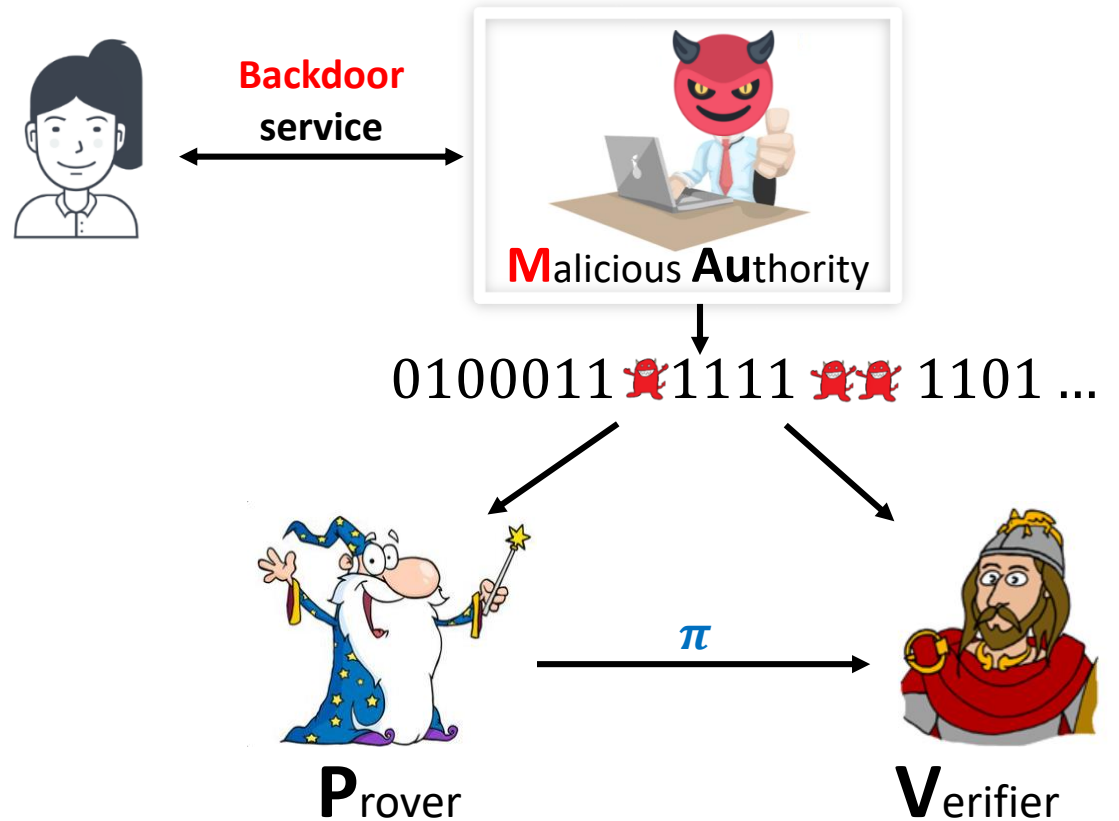 Backdoor
service
Malicious Authority
0100011 1111 1101 ...
π
Prover
Verifier